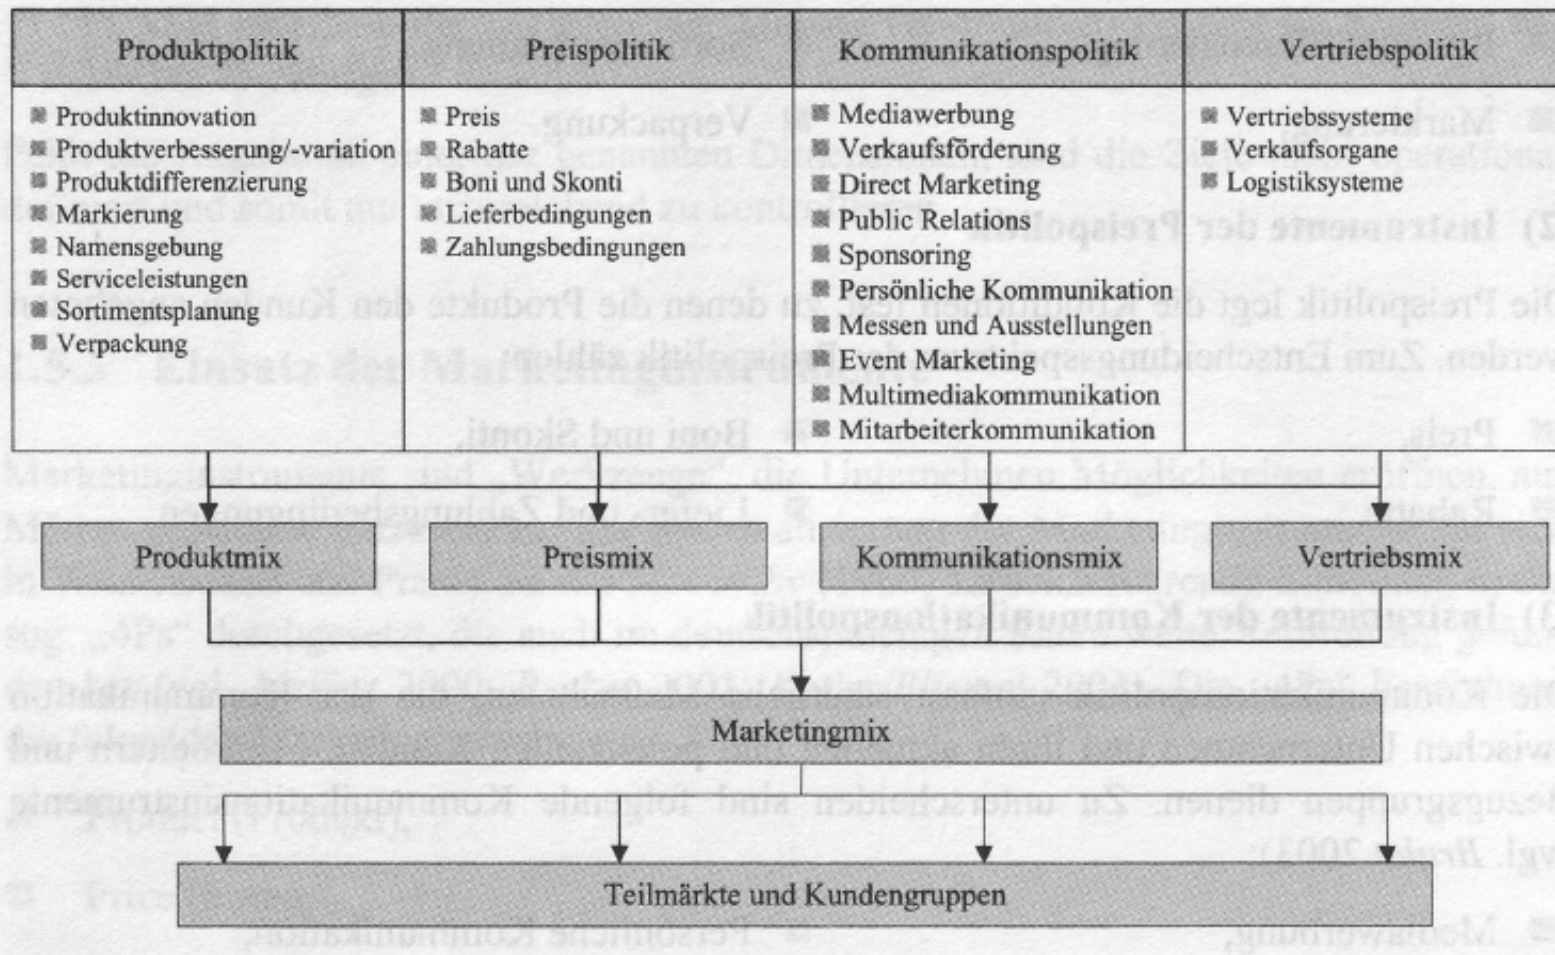 Produktpolitik
Preispolitik
Kommunikationspolitik
Vertriebspolitik
Produktinnovation
Produktverbesserung/-variation
Produktdifferenzierung
Markierung
Namensgebung
Serviceleistungen
Sortimentsplanung
Verpackung
Preis
Rabatte
Boni und Skonti
Lieferbedingungen
Zahlungsbedingungen
Mediawerbung
Verkaufsförderung
Direct Marketing
Public Relations
Sponsoring
Persönliche Kommunikation
Messen und Ausstellungen
Event Marketing
Multimediakommunikation
Mitarbeiterkommunikation
Vertriebssysteme
Verkaufsorgane
Logistiksysteme
Produktmix
Preismix
Kommunikationsmix
Vertriebsmix
Marketingmix
Teilmärkte und Kundengruppen